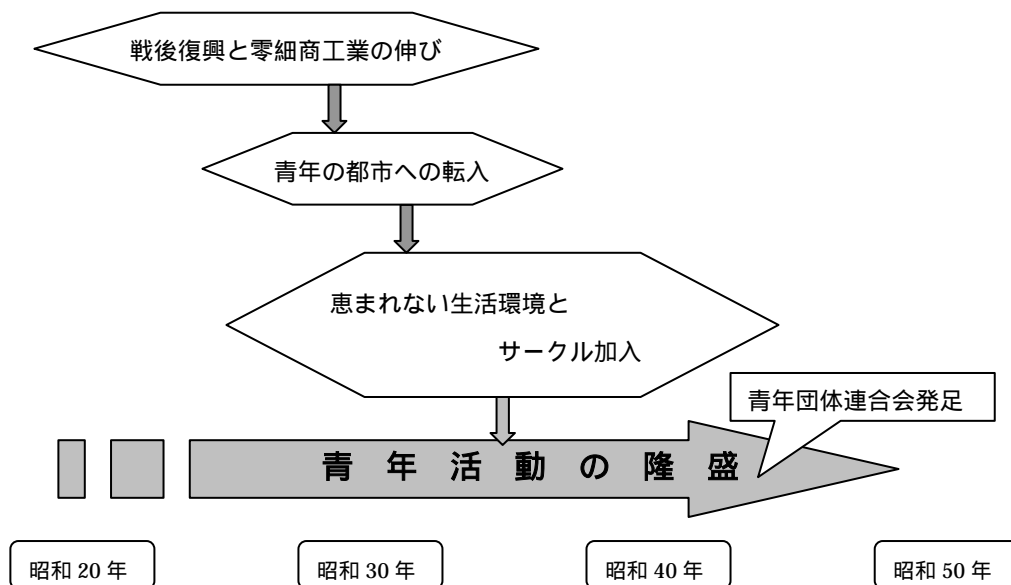 戦後復興と零細商工業の伸び
青年の都市への転入
恵まれない生活環境と
サークル加入
青年団体連合会発足
青年活動の隆盛
昭和 20 年
昭和 30 年
昭和 40 年
昭和 50 年